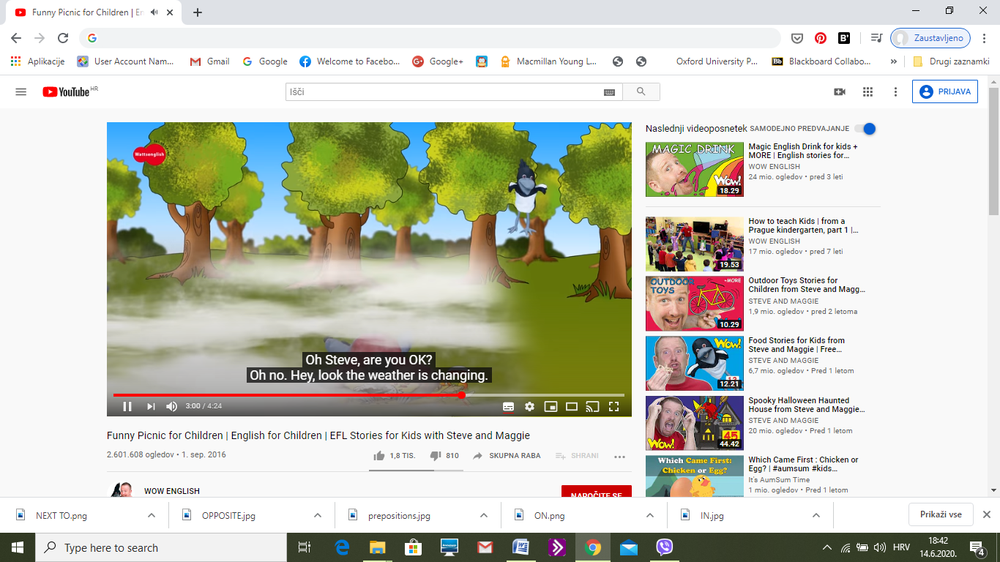 Funny Picnic for Children | En
Zaustavljeno
Aplikacije
User Account Nam...
Gmail
Google
Welcome to Facebo...
Google+
Macmillan Young L...
Oxford University P...
Bb
Blackboard Collabo...
»
Drugi zaznamki
YouTube HR
Išči
PRIJAVA
Wattsenglish
Oh Steve, are you OK?
Oh no. Hey, look the weather is changing.
3:00 / 4:24
Funny Picnic for Children | English for Children | EFL Stories for Kids with Steve and Maggie
2.601.608 ogledov • 1. sep. 2016
1,8 TIS.
810
SKUPNA RABA
SHRANI
WOW ENGLISH
NAROČITE SE
Naslednji videoposnetek
SAMODEJNO PREDVAJANJE
MAGIC DRINK
Wow!
18.29
Magic English Drink for kids +
MORE | English stories for...
WOW ENGLISH
24 mio. ogledov • pred 3 leti
19.53
How to teach Kids | from a
Prague kindergarten, part 1 |...
WOW ENGLISH
17 mio. ogledov • pred 7 leti
OUTDOOR
TOYS
+MORE
10.29
Outdoor Toys Stories for
Children from Steve and Magg...
STEVE AND MAGGIE
1,9 mio. ogledov • pred 2 letoma
Wow!
12.21
Food Stories for Kids from
Steve and Maggie | Free...
STEVE AND MAGGIE
6,7 mio. ogledov • Pred 1 letom
Wow!
45
44.42
Spooky Halloween Haunted
House from Steve and Maggie...
STEVE AND MAGGIE
20 mio. ogledov • Pred 1 letom
Which Came First:
Chicken or Egg?
Which Came First : Chicken or
Egg? | #aumsum #kids...
It's AumSum Time
1 mio. ogledov • Pred 1 letom
NEXT TO.png
OPPOSITE.jpg
prepositions.jpg
ON.png
IN.jpg
Prikaži vse
Type here to search
HRV
18:42
14.6.2020.
4